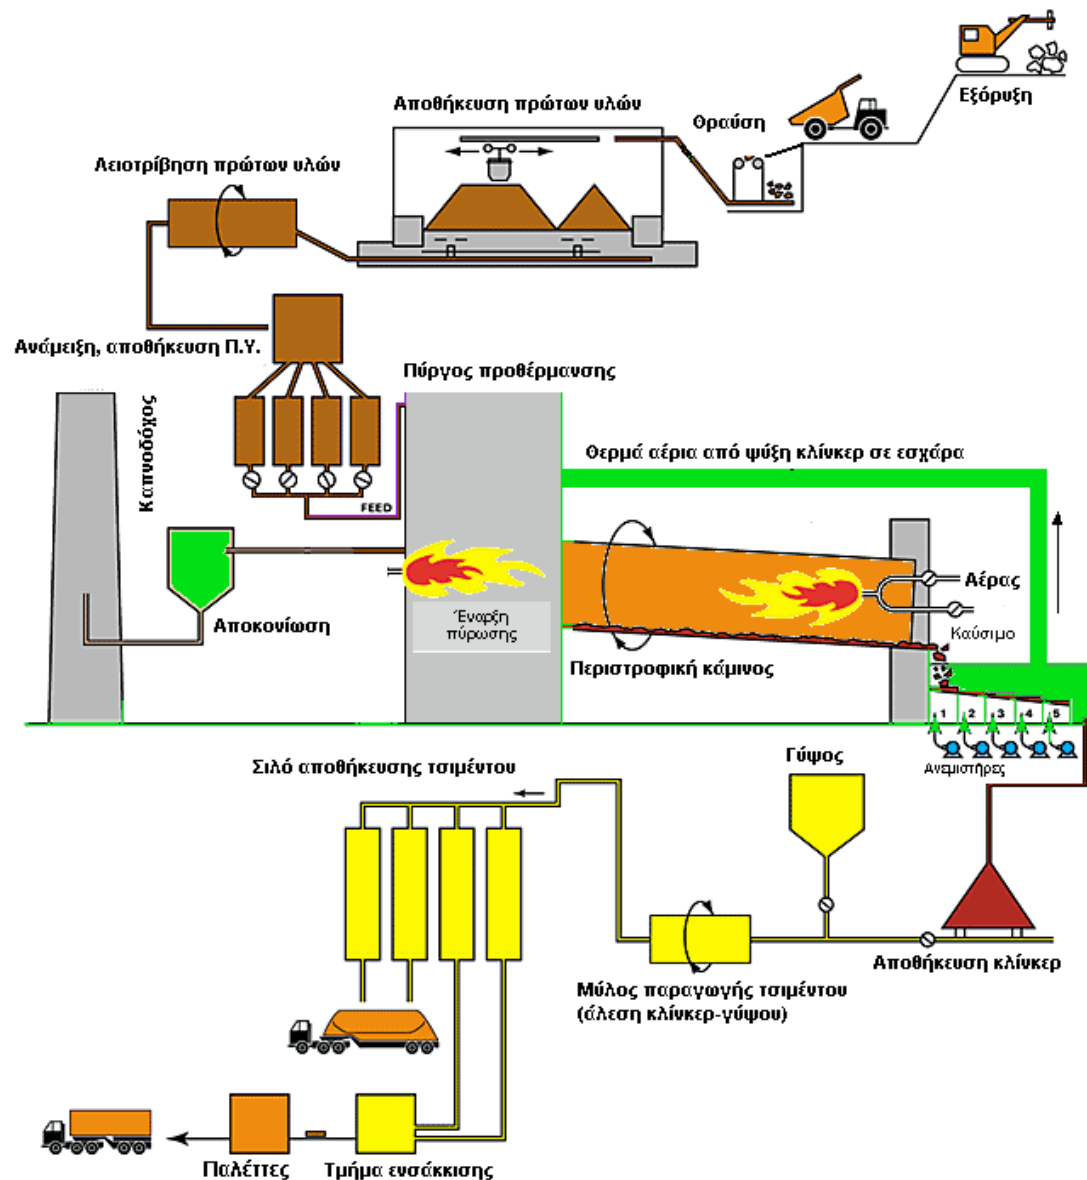 Εξόρυξη
Θραύση
Αποθήκευση πρώτων υλών
Λειοτρίβηση πρώτων υλών
Ανάμειξη, αποθήκευση Π.Υ.
Πύργος προθέρμανσης
Καπνοδόχος
FEED
Θερμά αέρια από ψύξη κλίνκερ σε εσχάρα
Αέρας
Καύσιμο
Έναρξη
πύρωσης
Αποκονίωση
Περιστροφική κάμινος
1 2 3 4 5
Ανεμιστήρες
Γύψος
Σιλό αποθήκευσης τσιμέντου
Αποθήκευση κλίνκερ
Μύλος παραγωγής τσιμέντου
(άλεση κλίνκερ-γύψου)
Παλέττες
Τμήμα ενσάκκισης